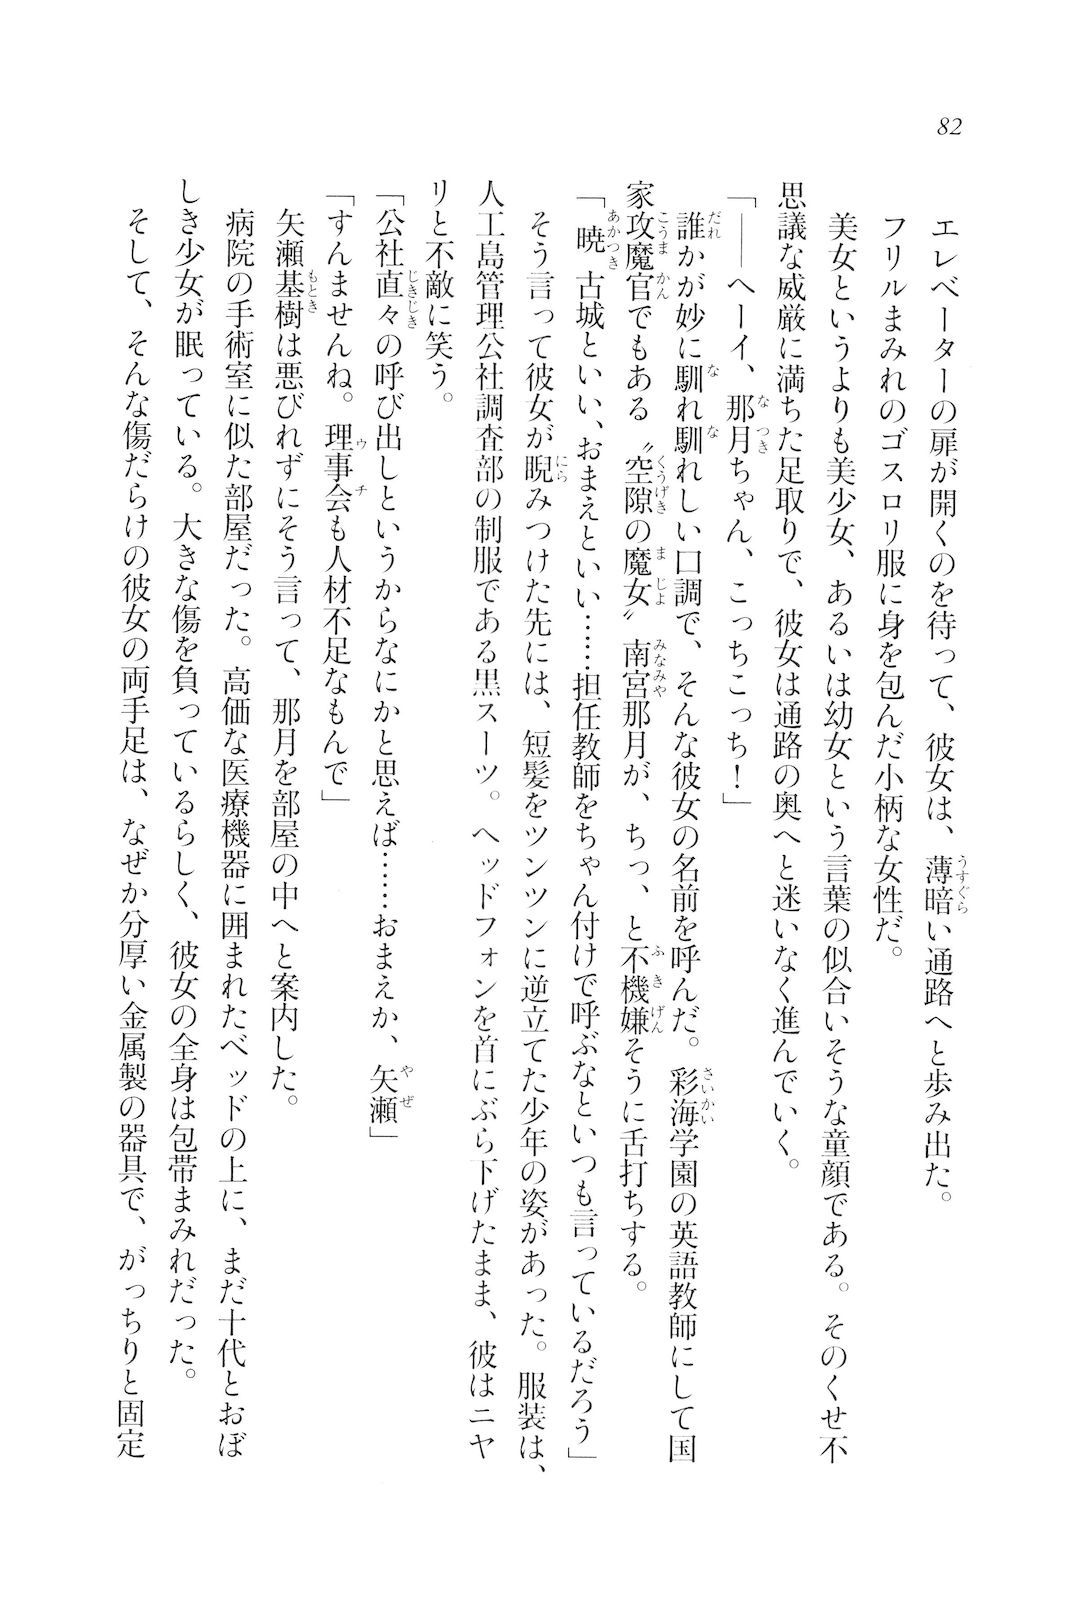 82
エレベーターの扉が開くのを待って、彼女は、薄暗い通路へと歩み出た。
フリルまみれのゴスロリ服に身を包んだ小柄な女性だ。
美女というよりも美少女、あるいは幼女という言葉の似合いそうな童顔である。そのくせ不
思議な威厳に満ちた足取りで、彼女は通路の奥へと迷いなく進んでいく。
「――ヘーイ、那月ちゃん、こっちこっち！」
誰かが妙に馴れ馴れしい口調で、そんな彼女の名前を呼んだ。彩海学園の英語教師にして国
家攻魔官でもある〝空隙の魔女〟南宮那月が、ちっ、と不機嫌そうに舌打ちする。
「暁古城といい、おまえといい……担任教師をちゃん付けで呼ぶなといつも言っているだろう」
そう言って彼女が睨みつけた先には、短髪をツンツンに逆立てた少年の姿があった。服装は、
人工島管理公社調査部の制服である黒スーツ。ヘッドフォンを首にぶら下げたまま、彼はニヤ
リと不敵に笑う。
「公社直々の呼び出しというからなにかと思えば……おまえか、矢瀬」
「すんませんね。理事会も人材不足なもんで」
矢瀬基樹は悪びれずにそう言って、那月を部屋の中へと案内した。
病院の手術室に似た部屋だった。高価な医療機器に囲まれたベッドの上に、まだ十代とおぼ
しき少女が眠っている。大きな傷を負っているらしく、彼女の全身は包帯まみれだった。
そして、そんな傷だらけの彼女の両手足は、なぜか分厚い金属製の器具で、がっちりと固定